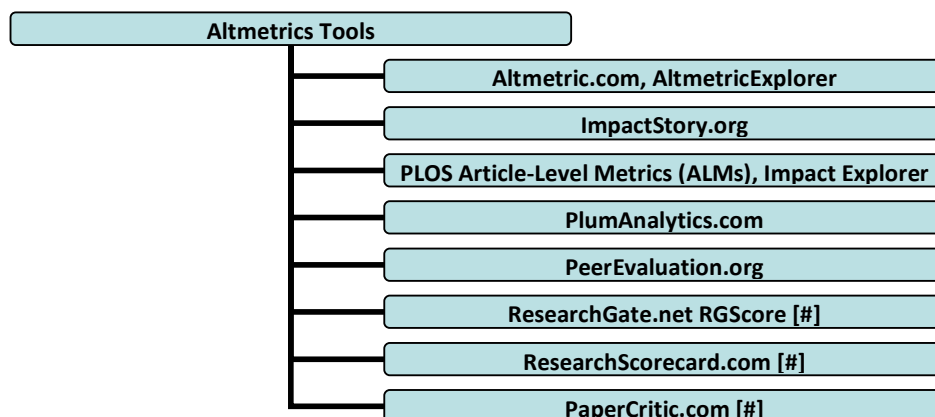 Altmetrics Tools
Altmetric.com, AltmetricExplorer
ImpactStory.org
PLOS Article-Level Metrics (ALMs), Impact Explorer
PlumAnalytics.com
PeerEvaluation.org
ResearchGate.net RGScore [#]
ResearchScorecard.com [#]
PaperCritic.com [#]